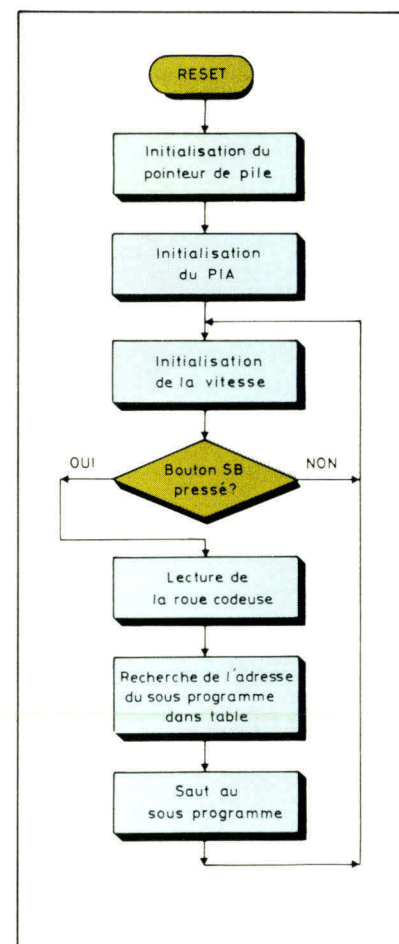 RESET
Initialisation du
pointeur de pile
Initialisation
du PIA
Initialisation
de la vitesse
OUI
Bouton SB
pressé?
NON
Lecture de
la roue codeuse
Recherche de l'adresse
du sous programme
dans table
Saut au
sous programme